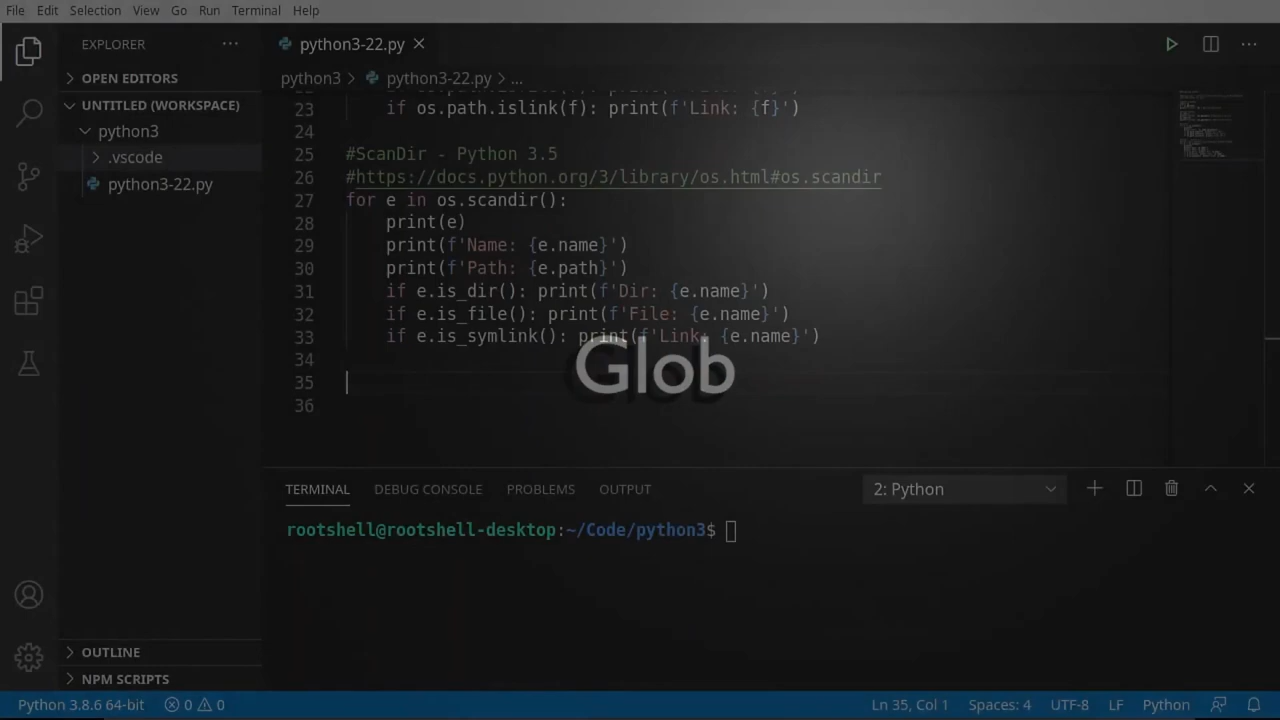 File Edit Selection View Go Run Terminal Help
EXPLORER ...
python3-22.py
OPEN EDITORS
python3 > python3-22.py > ...
UNTITLED (WORKSPACE)
python3
.vscode
python3-22.py
23 if os.path.islink(f): print(f'Link: {f}')
24
25 #ScanDir - Python 3.5
26 #https://docs.python.org/3/library/os.html#os.scandir
27 for e in os.scandir():
28 print(e)
29 print(f'Name: {e.name}')
30 print(f'Path: {e.path}')
31 if e.is_dir(): print(f'Dir: {e.name}')
32 if e.is_file(): print(f'File: {e.name}')
33 if e.is_symlink(): print(f'Link: {e.name}')
34
Glob
35
36
TERMINAL DEBUG CONSOLE PROBLEMS OUTPUT 2: Python
rootshell@rootshell-desktop:~/Code/python3$
OUTLINE
NPM SCRIPTS
Python 3.8.6 64-bit 0 0 Ln 35, Col 1 Spaces: 4 UTF-8 LF Python